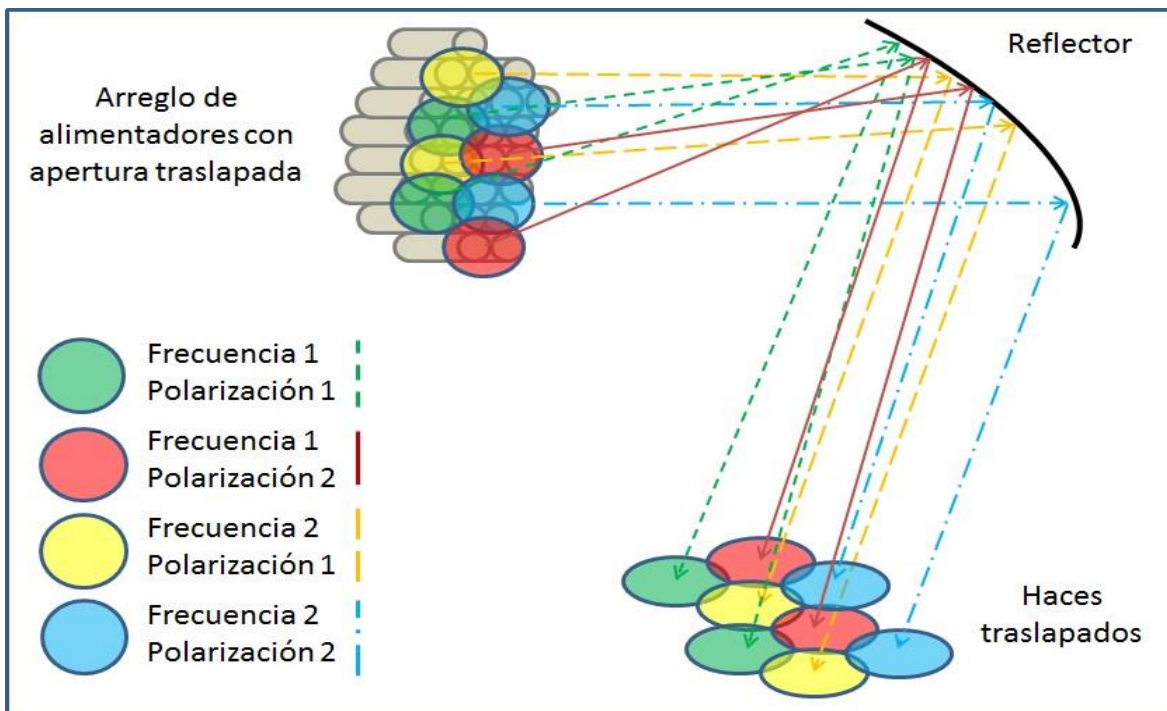 Arreglo de
alimentadores con
apertura traslapada
Reflector
Frecuencia 1
Polarización 1
Frecuencia 1
Polarización 2
Frecuencia 2
Polarización 1
Frecuencia 2
Polarización 2
Haces
traslapados